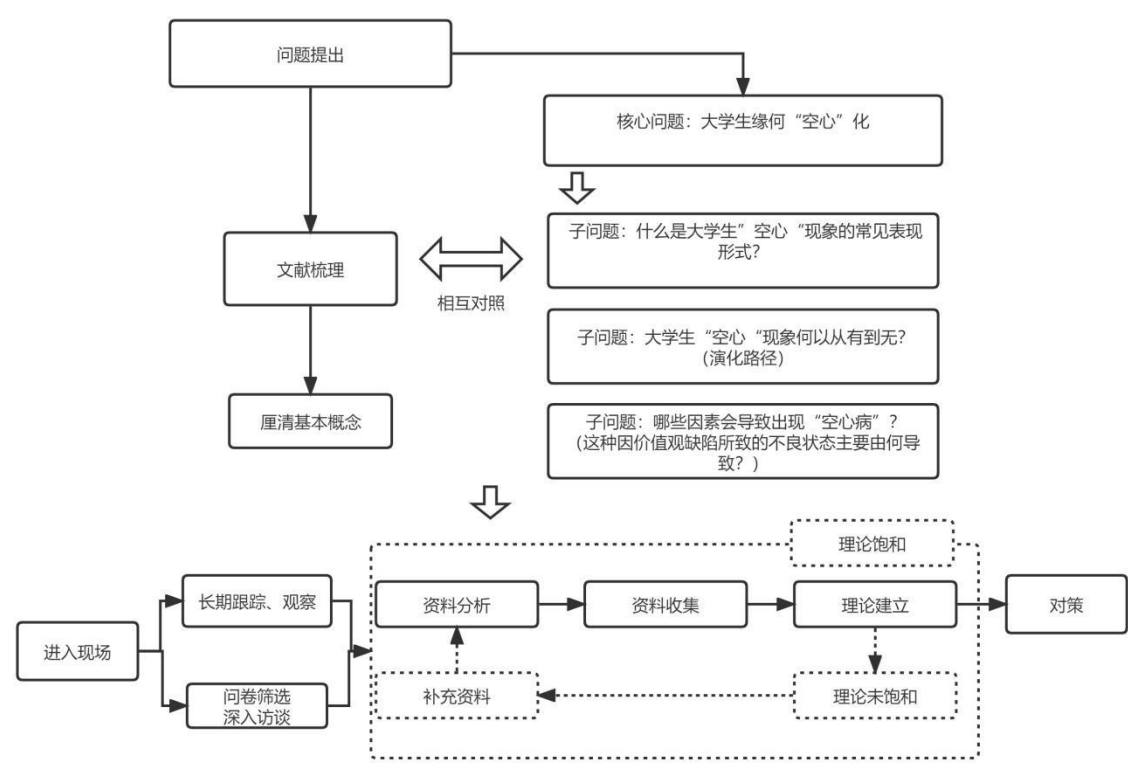 问题提出
核心问题：大学生缘何“空心”化
子问题：什么是大学生”空心“现象的常见表现
形式？
文献梳理
相互对照
子问题：大学生“空心“现象何以从有到无？
（演化路径）
厘清基本概念
子问题：哪些因素会导致出现“空心病”？
（这种因价值观缺陷所致的不良状态主要由何导
致？）
理论饱和
长期跟踪、观察
资料分析
资料收集
理论建立
对策
进入现场
问卷筛选
深入访谈
补充资料
理论未饱和